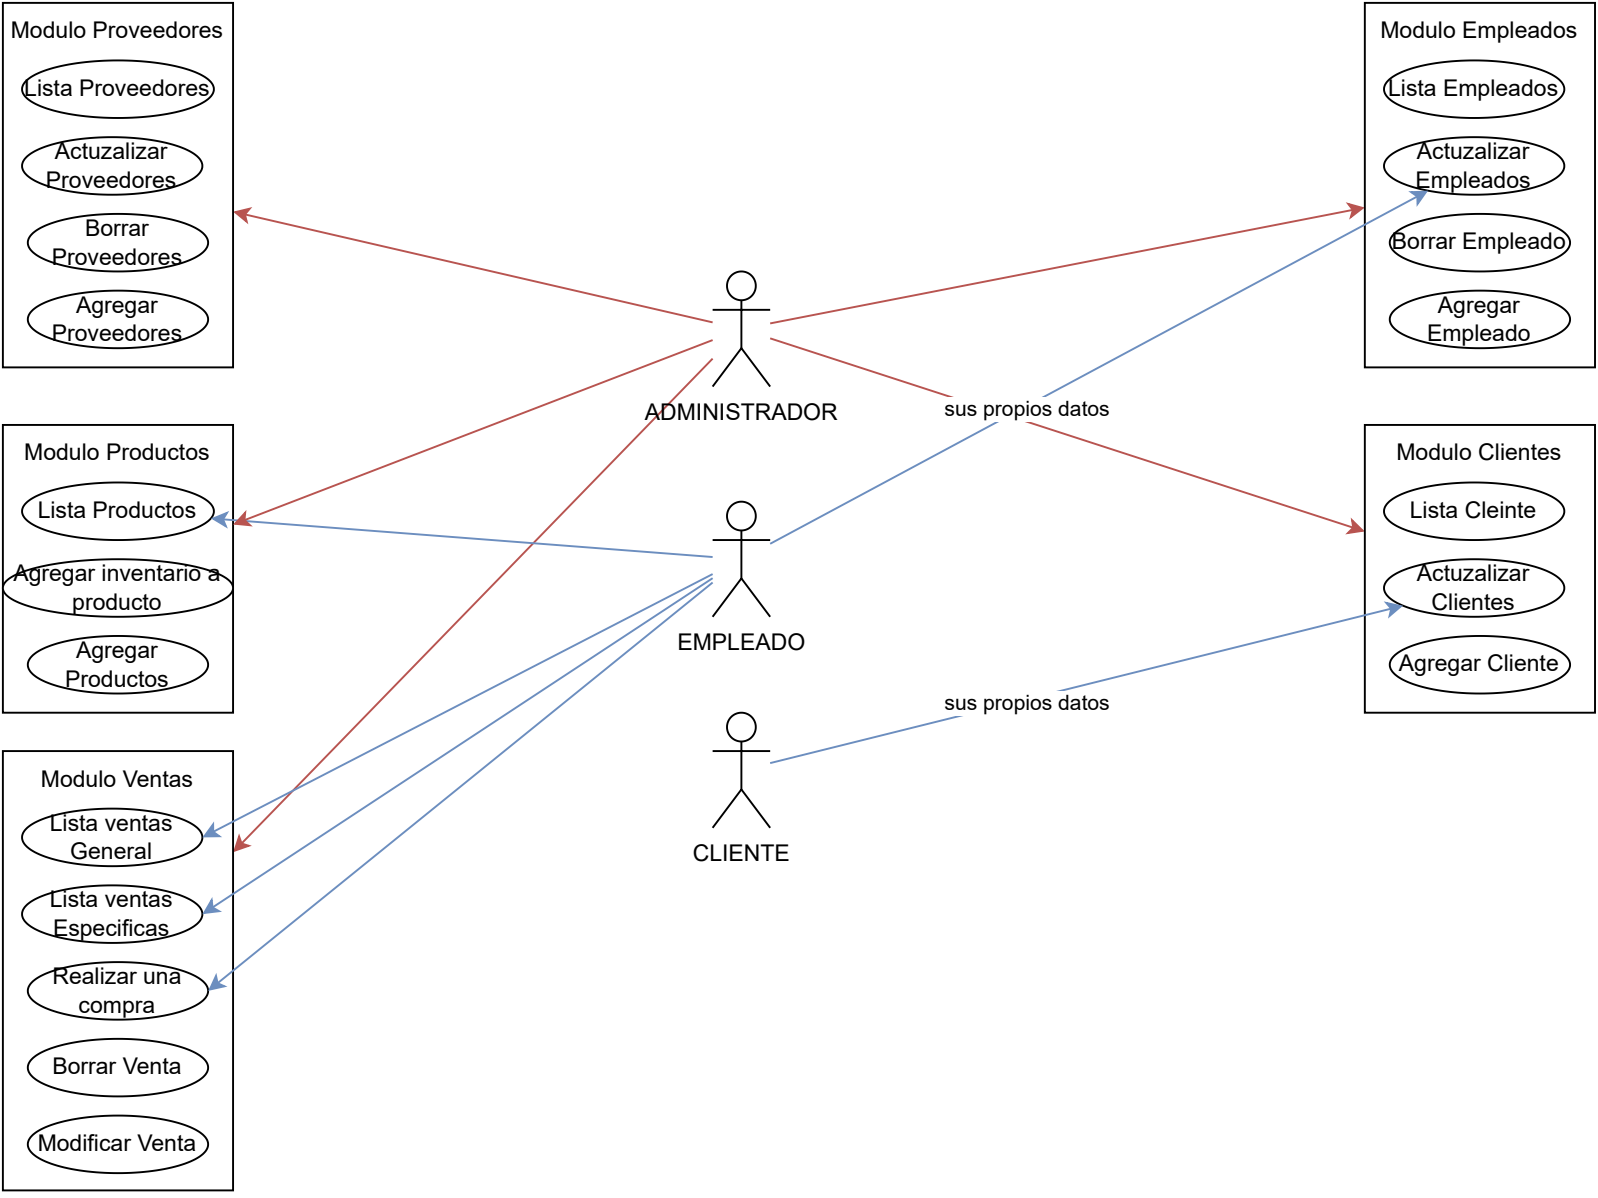 Modulo Proveedores
Lista Proveedores
Actuzalizar
Proveedores
Borrar
Proveedores
Agregar
Proveedores
Modulo Productos
Lista Productos
Agregar inventario a
producto
Agregar
Productos
Modulo Ventas
Lista ventas
General
Lista ventas
Especificas
Realizar una
compra
Borrar Venta
Modificar Venta
ADMINISTRADOR
EMPLEADO
CLIENTE
sus propios datos
sus propios datos
Modulo Empleados
Lista Empleados
Actuzalizar
Empleados
Borrar Empleado
Agregar
Empleado
Modulo Clientes
Lista Cleinte
Actuzalizar
Clientes
Agregar Cliente